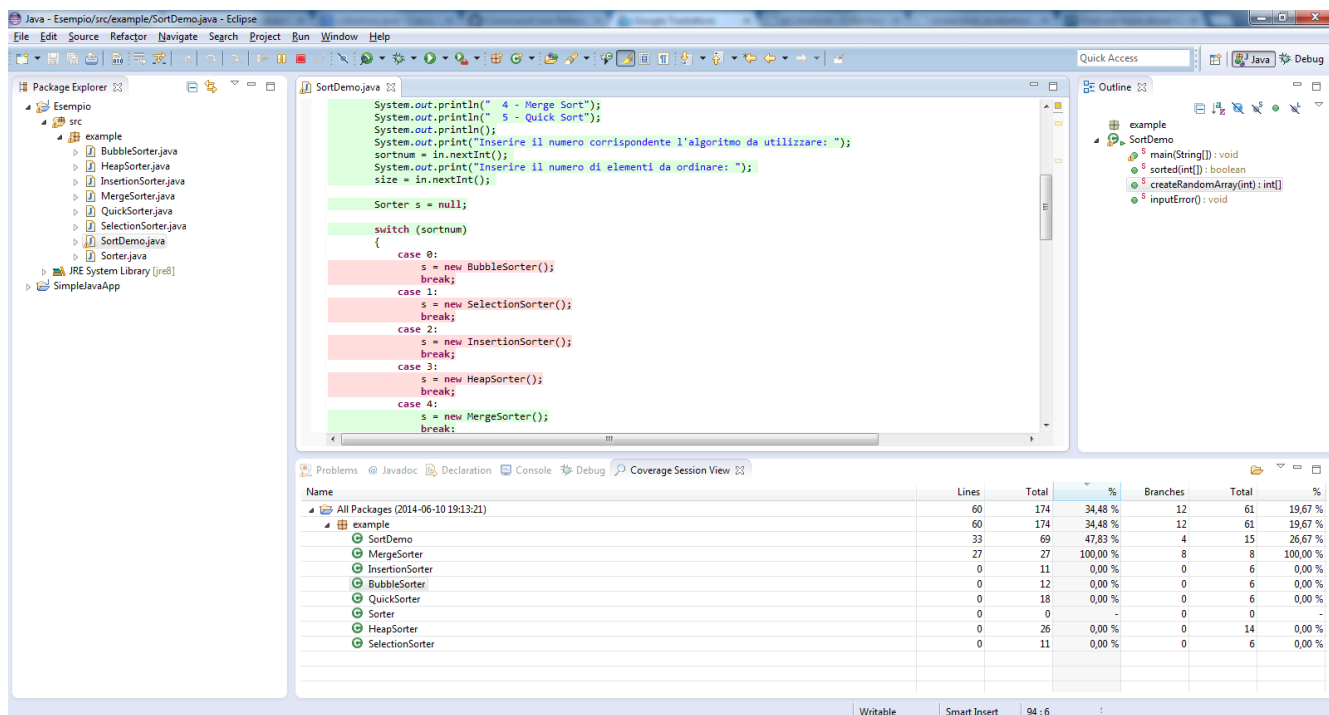 Java - Esempio/src/example/SortDemo.java - Eclipse
File Edit Source Refactor Navigate Search Project Run Window Help
Quick Access Java Debug
Package Explorer
Esempio
src
example
BubbleSorter.java
HeapSorter.java
InsertionSorter.java
MergeSorter.java
QuickSorter.java
SelectionSorter.java
SortDemo.java
Sorter.java
JRE System Library [jre8]
SimpleJavaApp
SortDemo.java
System.out.println("  4 - Merge Sort");
System.out.println("  5 - Quick Sort");
System.out.println();
System.out.print("Inserire il numero corrispondente l'algoritmo da utilizzare: ");
sortnum = in.nextInt();
System.out.print("Inserire il numero di elementi da ordinare: ");
size = in.nextInt();
Sorter s = null;
switch (sortnum)
{
case 0:
s = new BubbleSorter();
break;
case 1:
s = new SelectionSorter();
break;
case 2:
s = new InsertionSorter();
break;
case 3:
s = new HeapSorter();
break;
case 4:
s = new MergeSorter();
break;
Outline
example
SortDemo
main(String[]) : void
sorted(int[]) : boolean
createRandomArray(int) : int[]
inputError() : void
Problems @ Javadoc Declaration Console Debug Coverage Session View
Name Lines Total % Branches Total %
All Packages (2014-06-10 19:13:21) 60 174 34,48 % 12 61 19,67 %
example 60 174 34,48 % 12 61 19,67 %
SortDemo 33 69 47,83 % 4 15 26,67 %
MergeSorter 27 27 100,00 % 8 8 100,00 %
InsertionSorter 0 11 0,00 % 0 6 0,00 %
BubbleSorter 0 12 0,00 % 0 6 0,00 %
QuickSorter 0 18 0,00 % 0 6 0,00 %
Sorter 0 0 - 0 0 -
HeapSorter 0 26 0,00 % 0 14 0,00 %
SelectionSorter 0 11 0,00 % 0 6 0,00 %
Writable Smart Insert 94 : 6